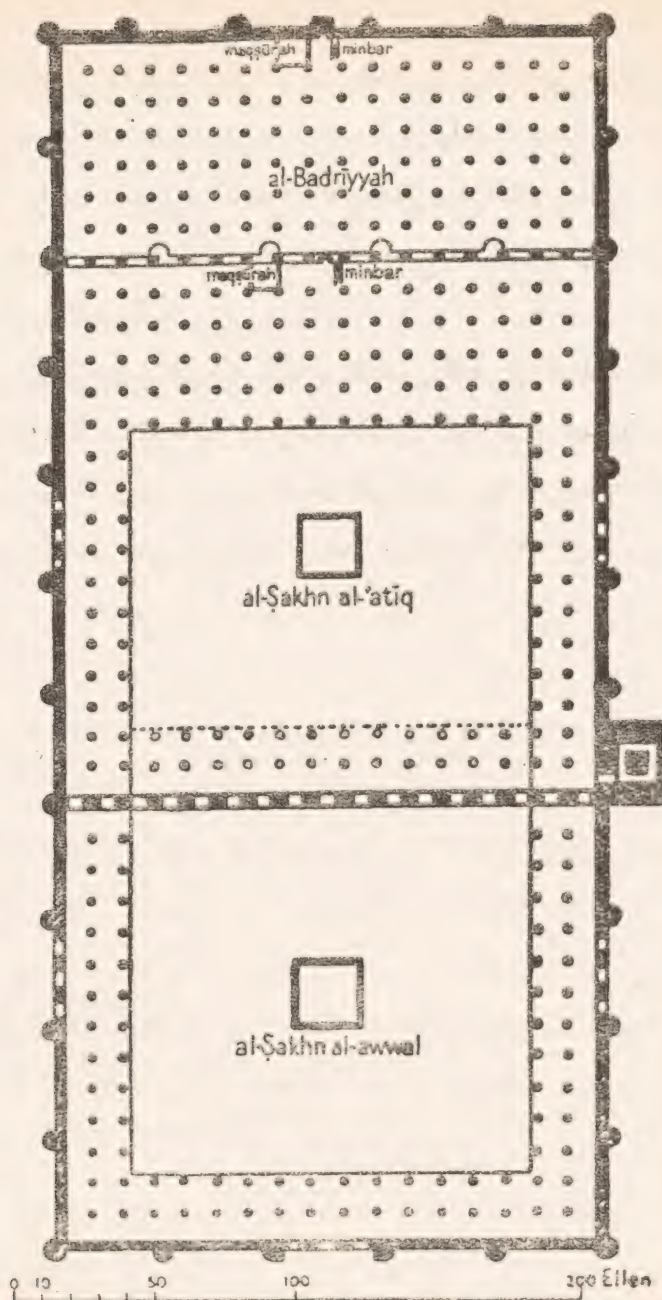 maqṣūrah minbar
al-Badrīyyah
maqṣūrah minbar
al-Ṣakhn al-ʿatīq
al-Ṣakhn al-awwal
0 10 50 100 200 Ellen